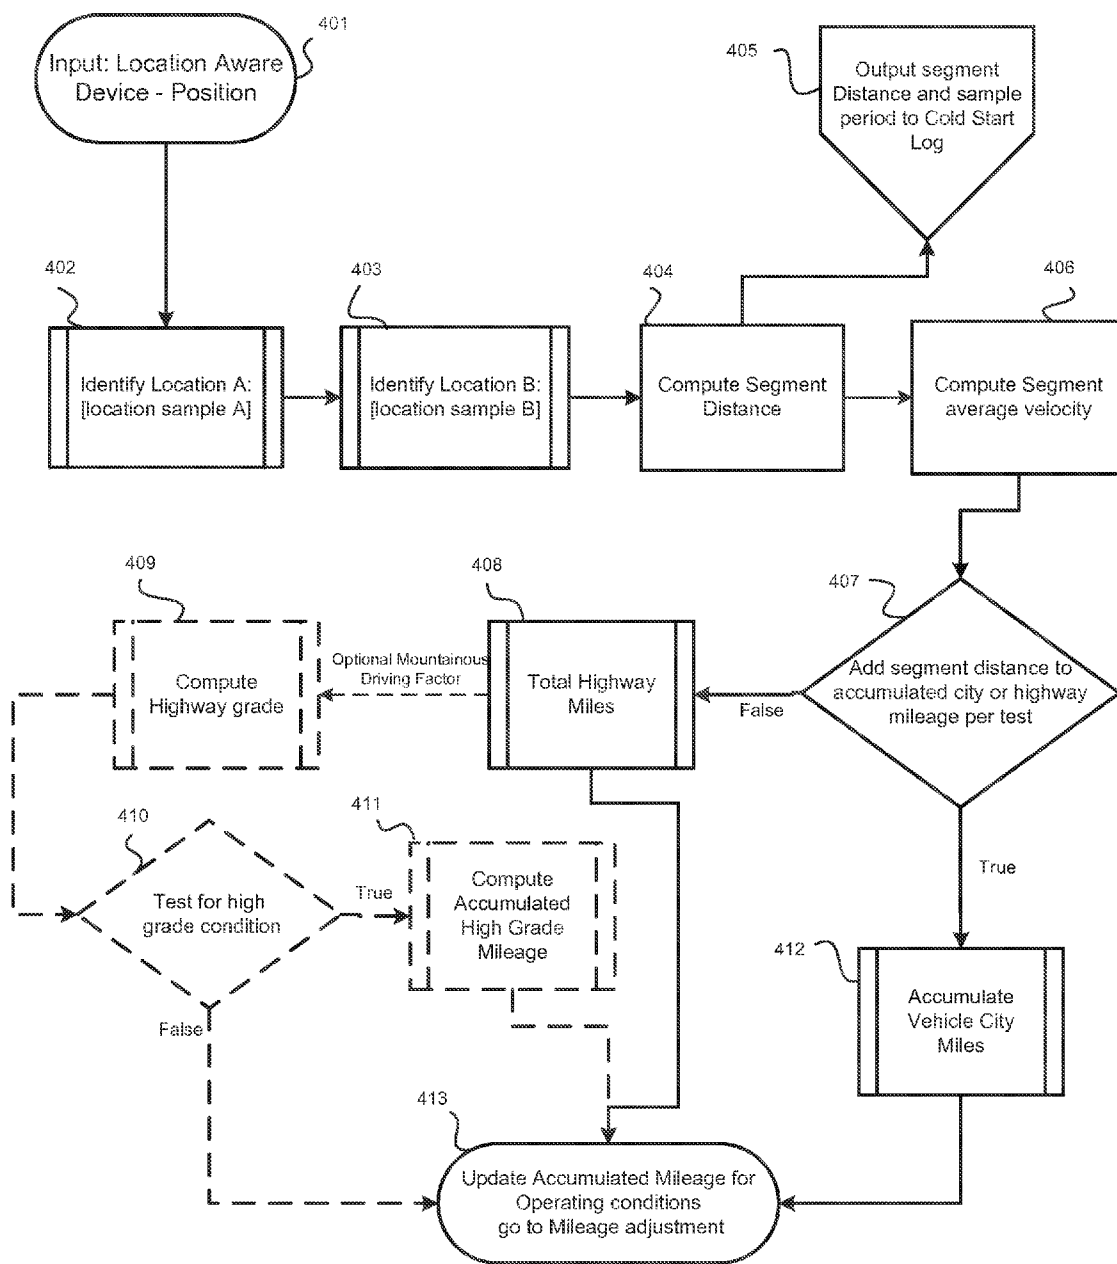 401
Input: Location Aware
Device - Position
405
Output segment
Distance and sample
period to Cold Start
Log
402
Identify Location A:
[location sample A]
403
Identify Location B:
[location sample B]
404
Compute Segment
Distance
406
Compute Segment
average velocity
407
Add segment distance to
accumulated city or highway
mileage per test
False
True
408
Total Highway
Miles
Optional Mountainous
Driving Factor
409
Compute
Highway grade
410
Test for high
grade condition
True
False
411
Compute
Accumulated
High Grade
Mileage
412
Accumulate
Vehicle City
Miles
413
Update Accumulated Mileage for
Operating conditions
go to Mileage adjustment